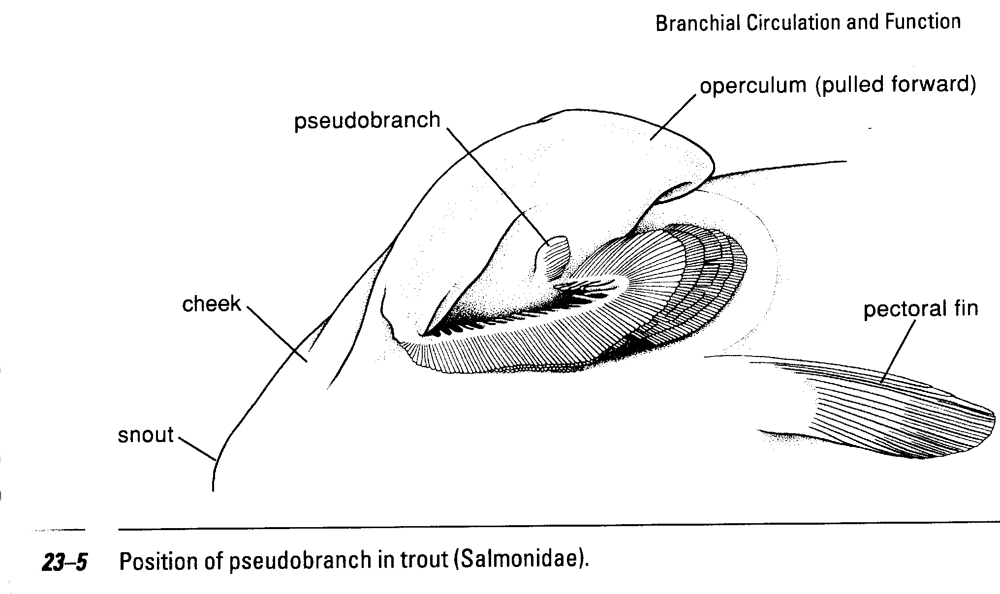 Branchial Circulation and Function
operculum (pulled forward)
pseudobranch
cheek
pectoral fin
snout
23–5 Position of pseudobranch in trout (Salmonidae).